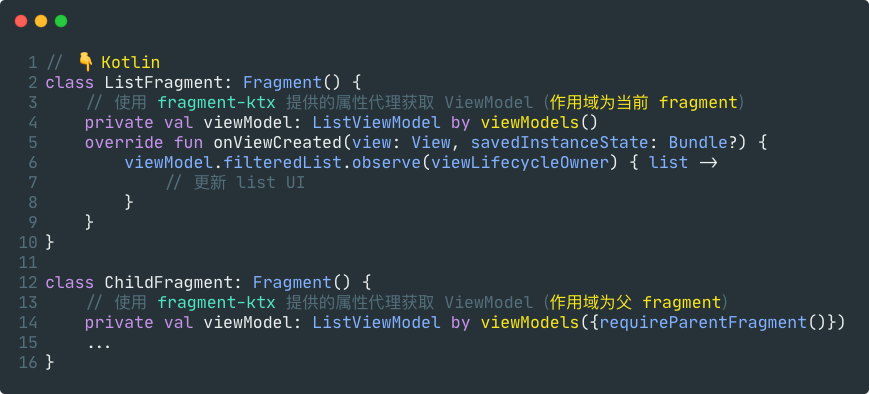 1 // 👇 Kotlin
2 class ListFragment: Fragment() {
3     // 使用 fragment-ktx 提供的属性代理获取 ViewModel（作用域为当前 fragment）
4     private val viewModel: ListViewModel by viewModels()
5     override fun onViewCreated(view: View, savedInstanceState: Bundle?) {
6         viewModel.filteredList.observe(viewLifecycleOwner) { list ->
7             // 更新 list UI
8         }
9     }
10 }
11
12 class ChildFragment: Fragment() {
13     // 使用 fragment-ktx 提供的属性代理获取 ViewModel（作用域为父 fragment）
14     private val viewModel: ListViewModel by viewModels({requireParentFragment()})
15     ...
16 }